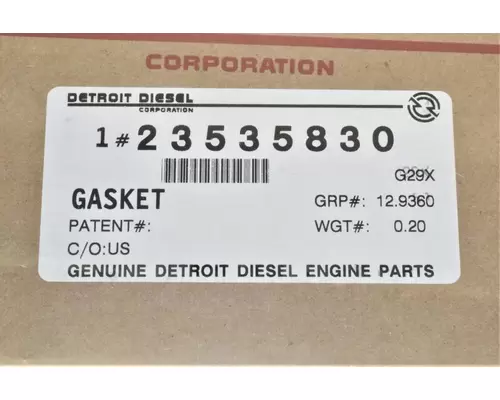 CORPORATION
DETROIT DIESEL
CORPORATION
1# 23535830
G29X
GASKET GRP#: 12.9360
PATENT#: WGT#: 0.20
C/O:US
GENUINE DETROIT DIESEL ENGINE PARTS